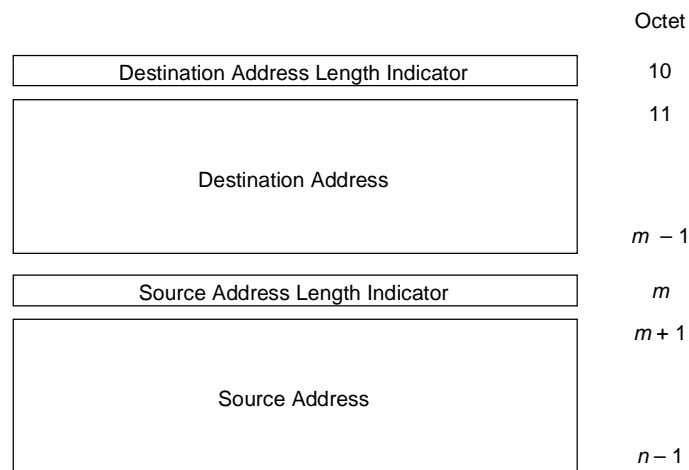 Octet
Destination Address Length Indicator 10
11
Destination Address
m – 1
Source Address Length Indicator m
m + 1
Source Address
n – 1